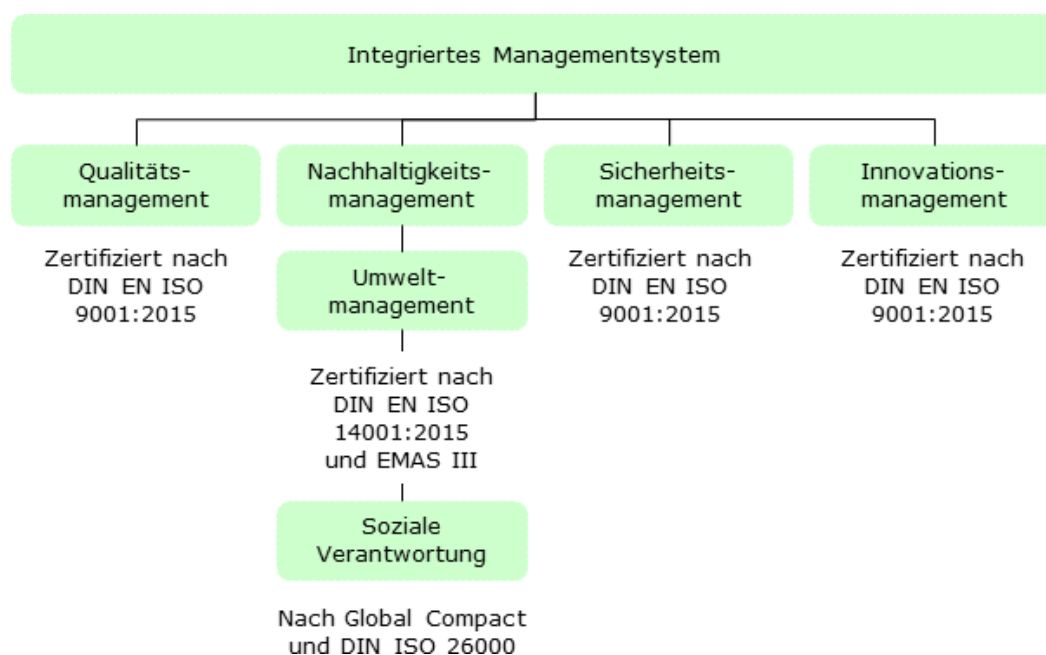 Integriertes Managementsystem
Qualitäts-
management
Nachhaltigkeits-
management
Sicherheits-
management
Innovations-
management
Zertifiziert nach
DIN EN ISO
9001:2015
Umwelt-
management
Zertifiziert nach
DIN EN ISO
9001:2015
Zertifiziert nach
DIN EN ISO
9001:2015
Zertifiziert nach
DIN EN ISO
14001:2015
und EMAS III
Soziale
Verantwortung
Nach Global Compact
und DIN ISO 26000